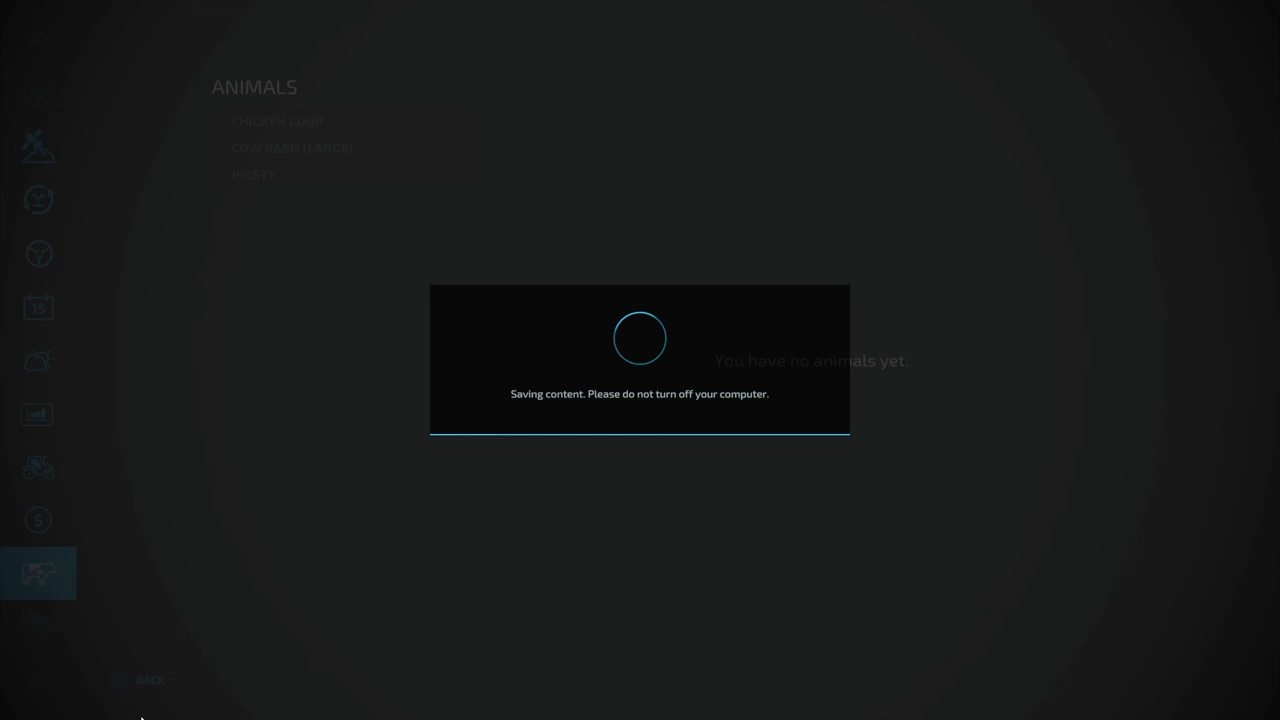 ANIMALS
CHICKEN COOP
COW BARN (LARGE)
PIGSTY
15
You have no animals yet.
Saving content. Please do not turn off your computer.
$
BACK